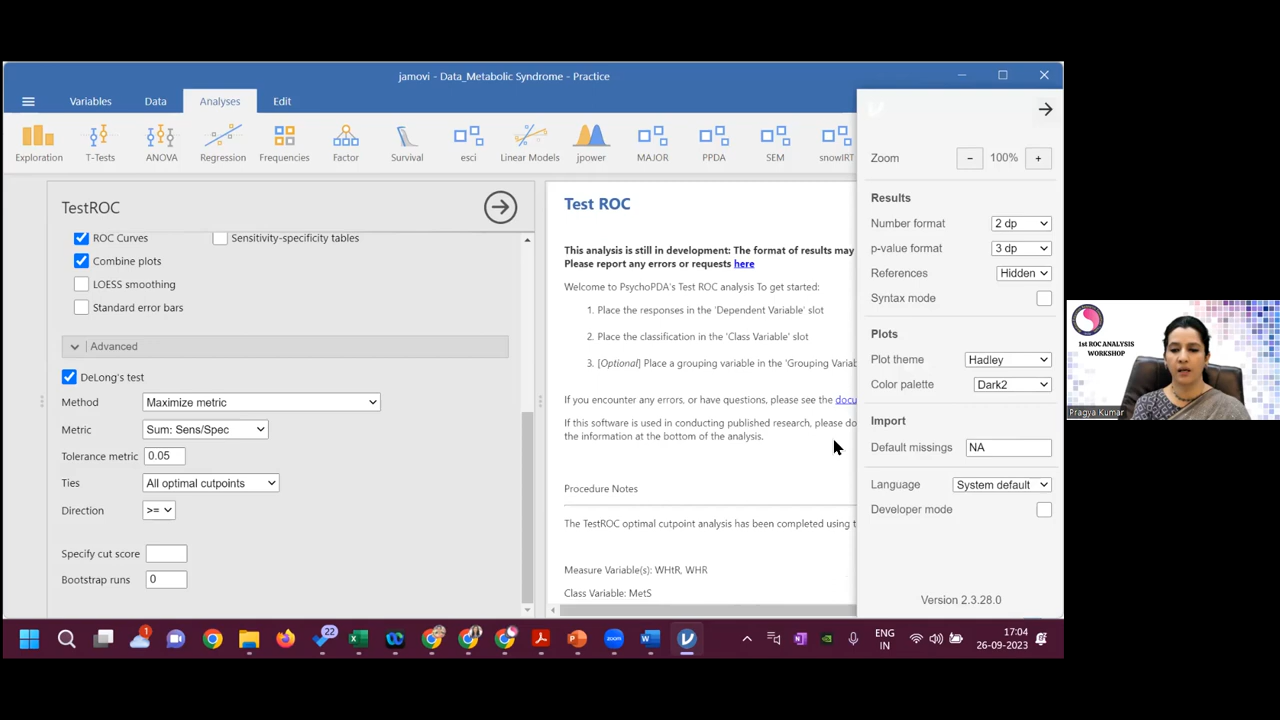 jamovi - Data_Metabolic Syndrome - Practice
Variables
Data
Analyses
Edit
Exploration
T-Tests
ANOVA
Regression
Frequencies
Factor
Survival
esci
Linear Models
jpower
MAJOR
PPDA
SEM
snowIRT
TestROC
ROC Curves
Sensitivity-specificity tables
Combine plots
LOESS smoothing
Standard error bars
Advanced
DeLong's test
Method
Maximize metric
Metric
Sum: Sens/Spec
Tolerance metric
0.05
Ties
All optimal cutpoints
Direction
>=
Specify cut score
Bootstrap runs
0
Test ROC
This analysis is still in development: The format of results may
Please report any errors or requests here
Welcome to PsychoPDA's Test ROC analysis To get started:
1. Place the responses in the 'Dependent Variable' slot
2. Place the classification in the 'Class Variable' slot
3. [Optional] Place a grouping variable in the 'Grouping Variab
If you encounter any errors, or have questions, please see the docu
If this software is used in conducting published research, please do
the information at the bottom of the analysis.
Procedure Notes
The TestROC optimal cutpoint analysis has been completed using t
Measure Variable(s): WHtR, WHR
Class Variable: MetS
Zoom
−
100%
+
Results
Number format
2 dp
p-value format
3 dp
References
Hidden
Syntax mode
Plots
Plot theme
Hadley
Color palette
Dark2
Import
Default missings
NA
Language
System default
Developer mode
Version 2.3.28.0
1st ROC ANALYSIS
WORKSHOP
Pragya Kumar
1
22
zoom
ENG
IN
17:04
26-09-2023